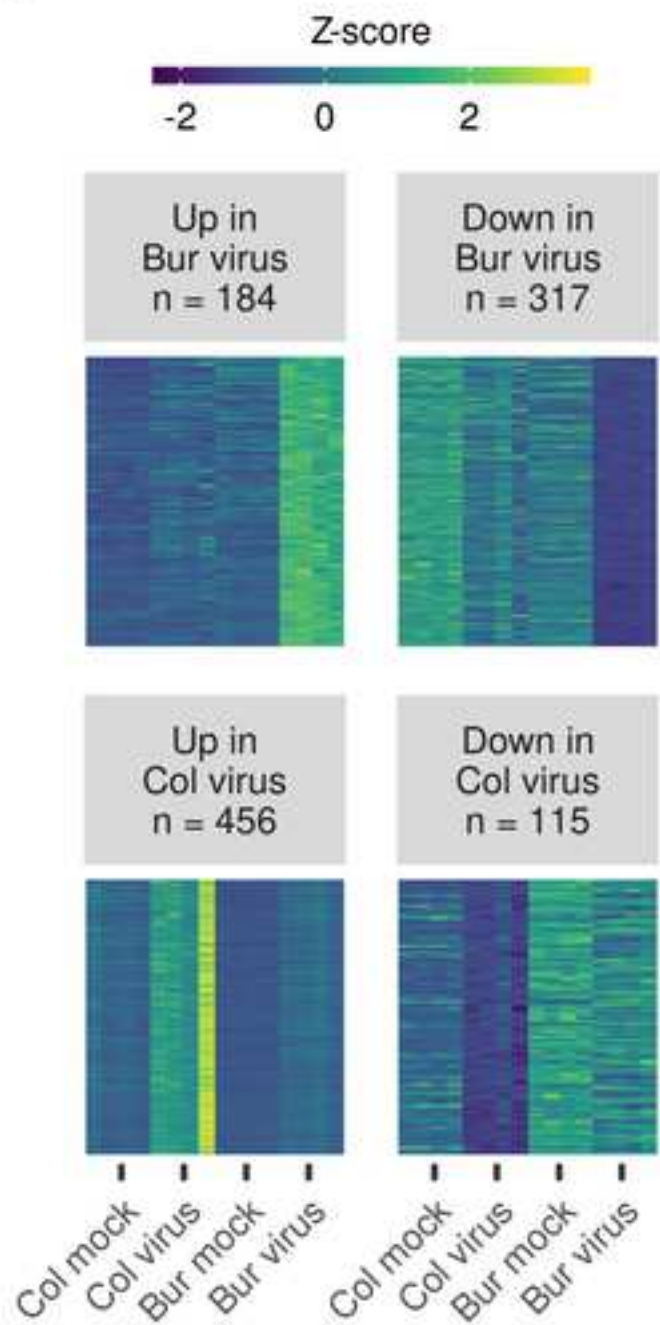 Z-score
-2 0 2
Up in
Bur virus
n = 184
Down in
Bur virus
n = 317
Up in
Col virus
n = 456
Down in
Col virus
n = 115
Col mock
Col virus
Bur mock
Bur virus
Col mock
Col virus
Bur mock
Bur virus